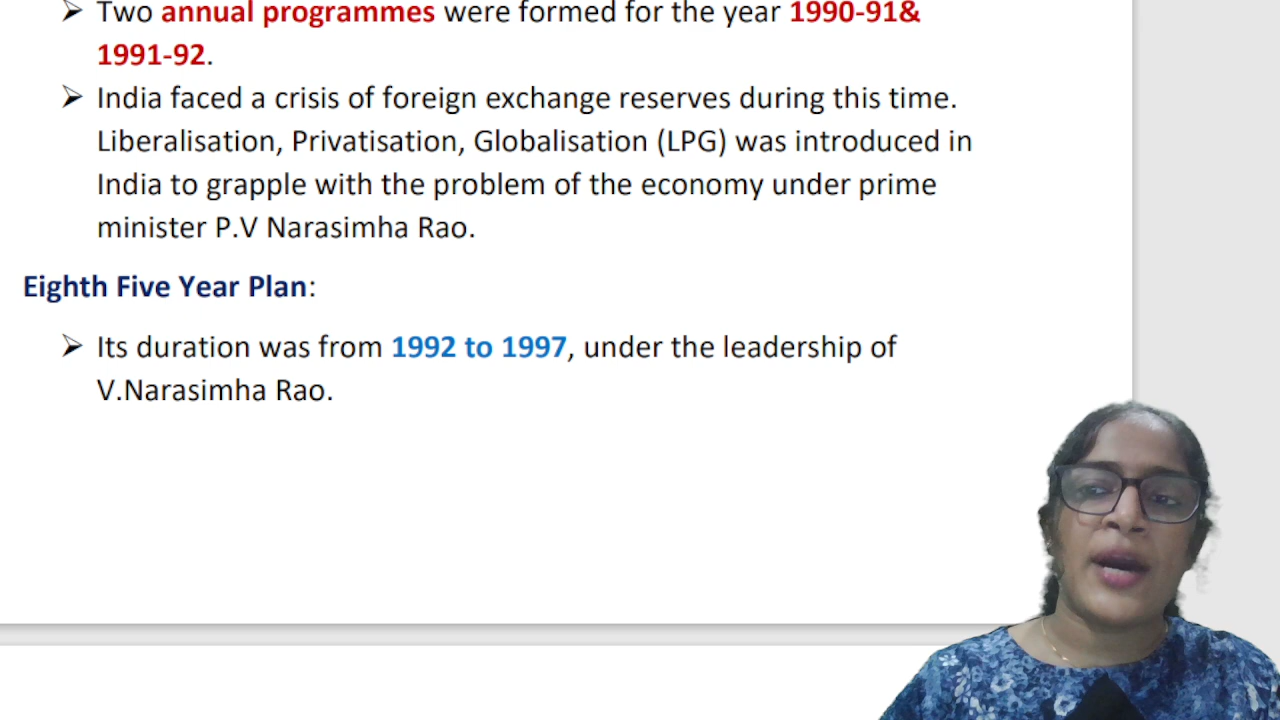 ➢ Two annual programmes were formed for the year 1990-91&
1991-92.
➢ India faced a crisis of foreign exchange reserves during this time.
Liberalisation, Privatisation, Globalisation (LPG) was introduced in
India to grapple with the problem of the economy under prime
minister P.V Narasimha Rao.
Eighth Five Year Plan:
➢ Its duration was from 1992 to 1997, under the leadership of
V.Narasimha Rao.